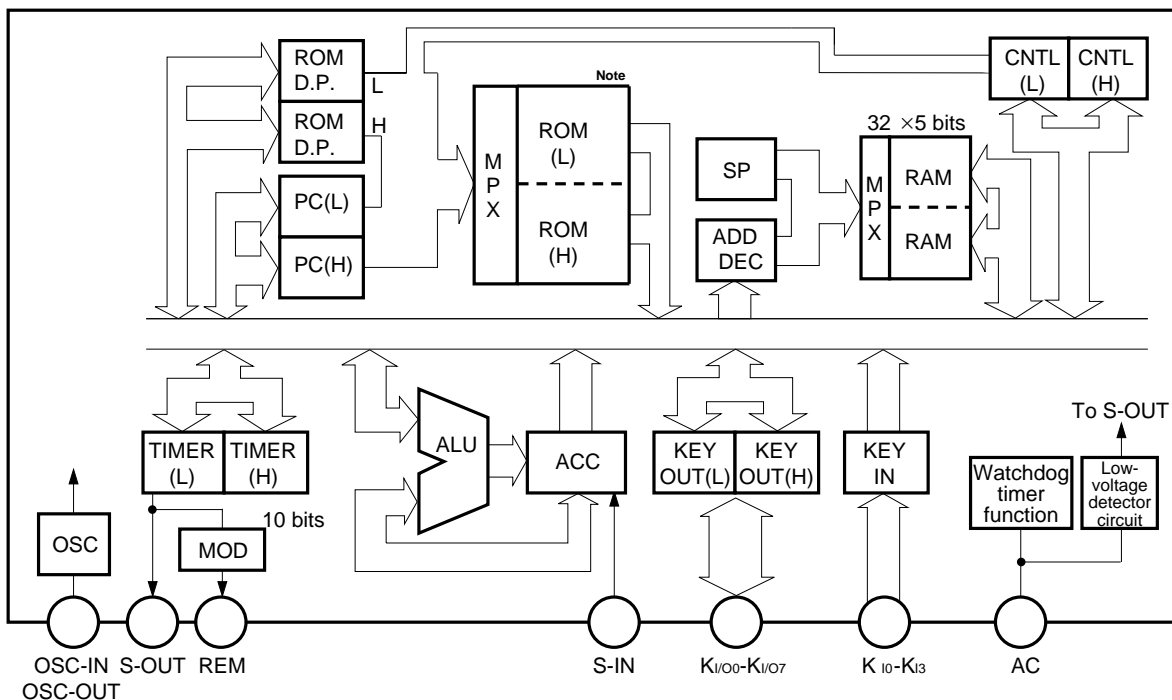 ROM
D.P.
L
ROM
D.P.
H
PC(L)
PC(H)
Note
M
P
X
ROM
(L)
ROM
(H)
SP
ADD
DEC
32 ×5 bits
M
P
X
RAM
RAM
CNTL
(L)
CNTL
(H)
TIMER
(L)
TIMER
(H)
10 bits
MOD
OSC
ALU
ACC
KEY
OUT(L)
KEY
OUT(H)
KEY
IN
Watchdog
timer
function
To S-OUT
Low-
voltage
detector
circuit
OSC-IN
OSC-OUT
S-OUT
REM
S-IN
KI/O0-KI/O7
K I0-KI3
AC